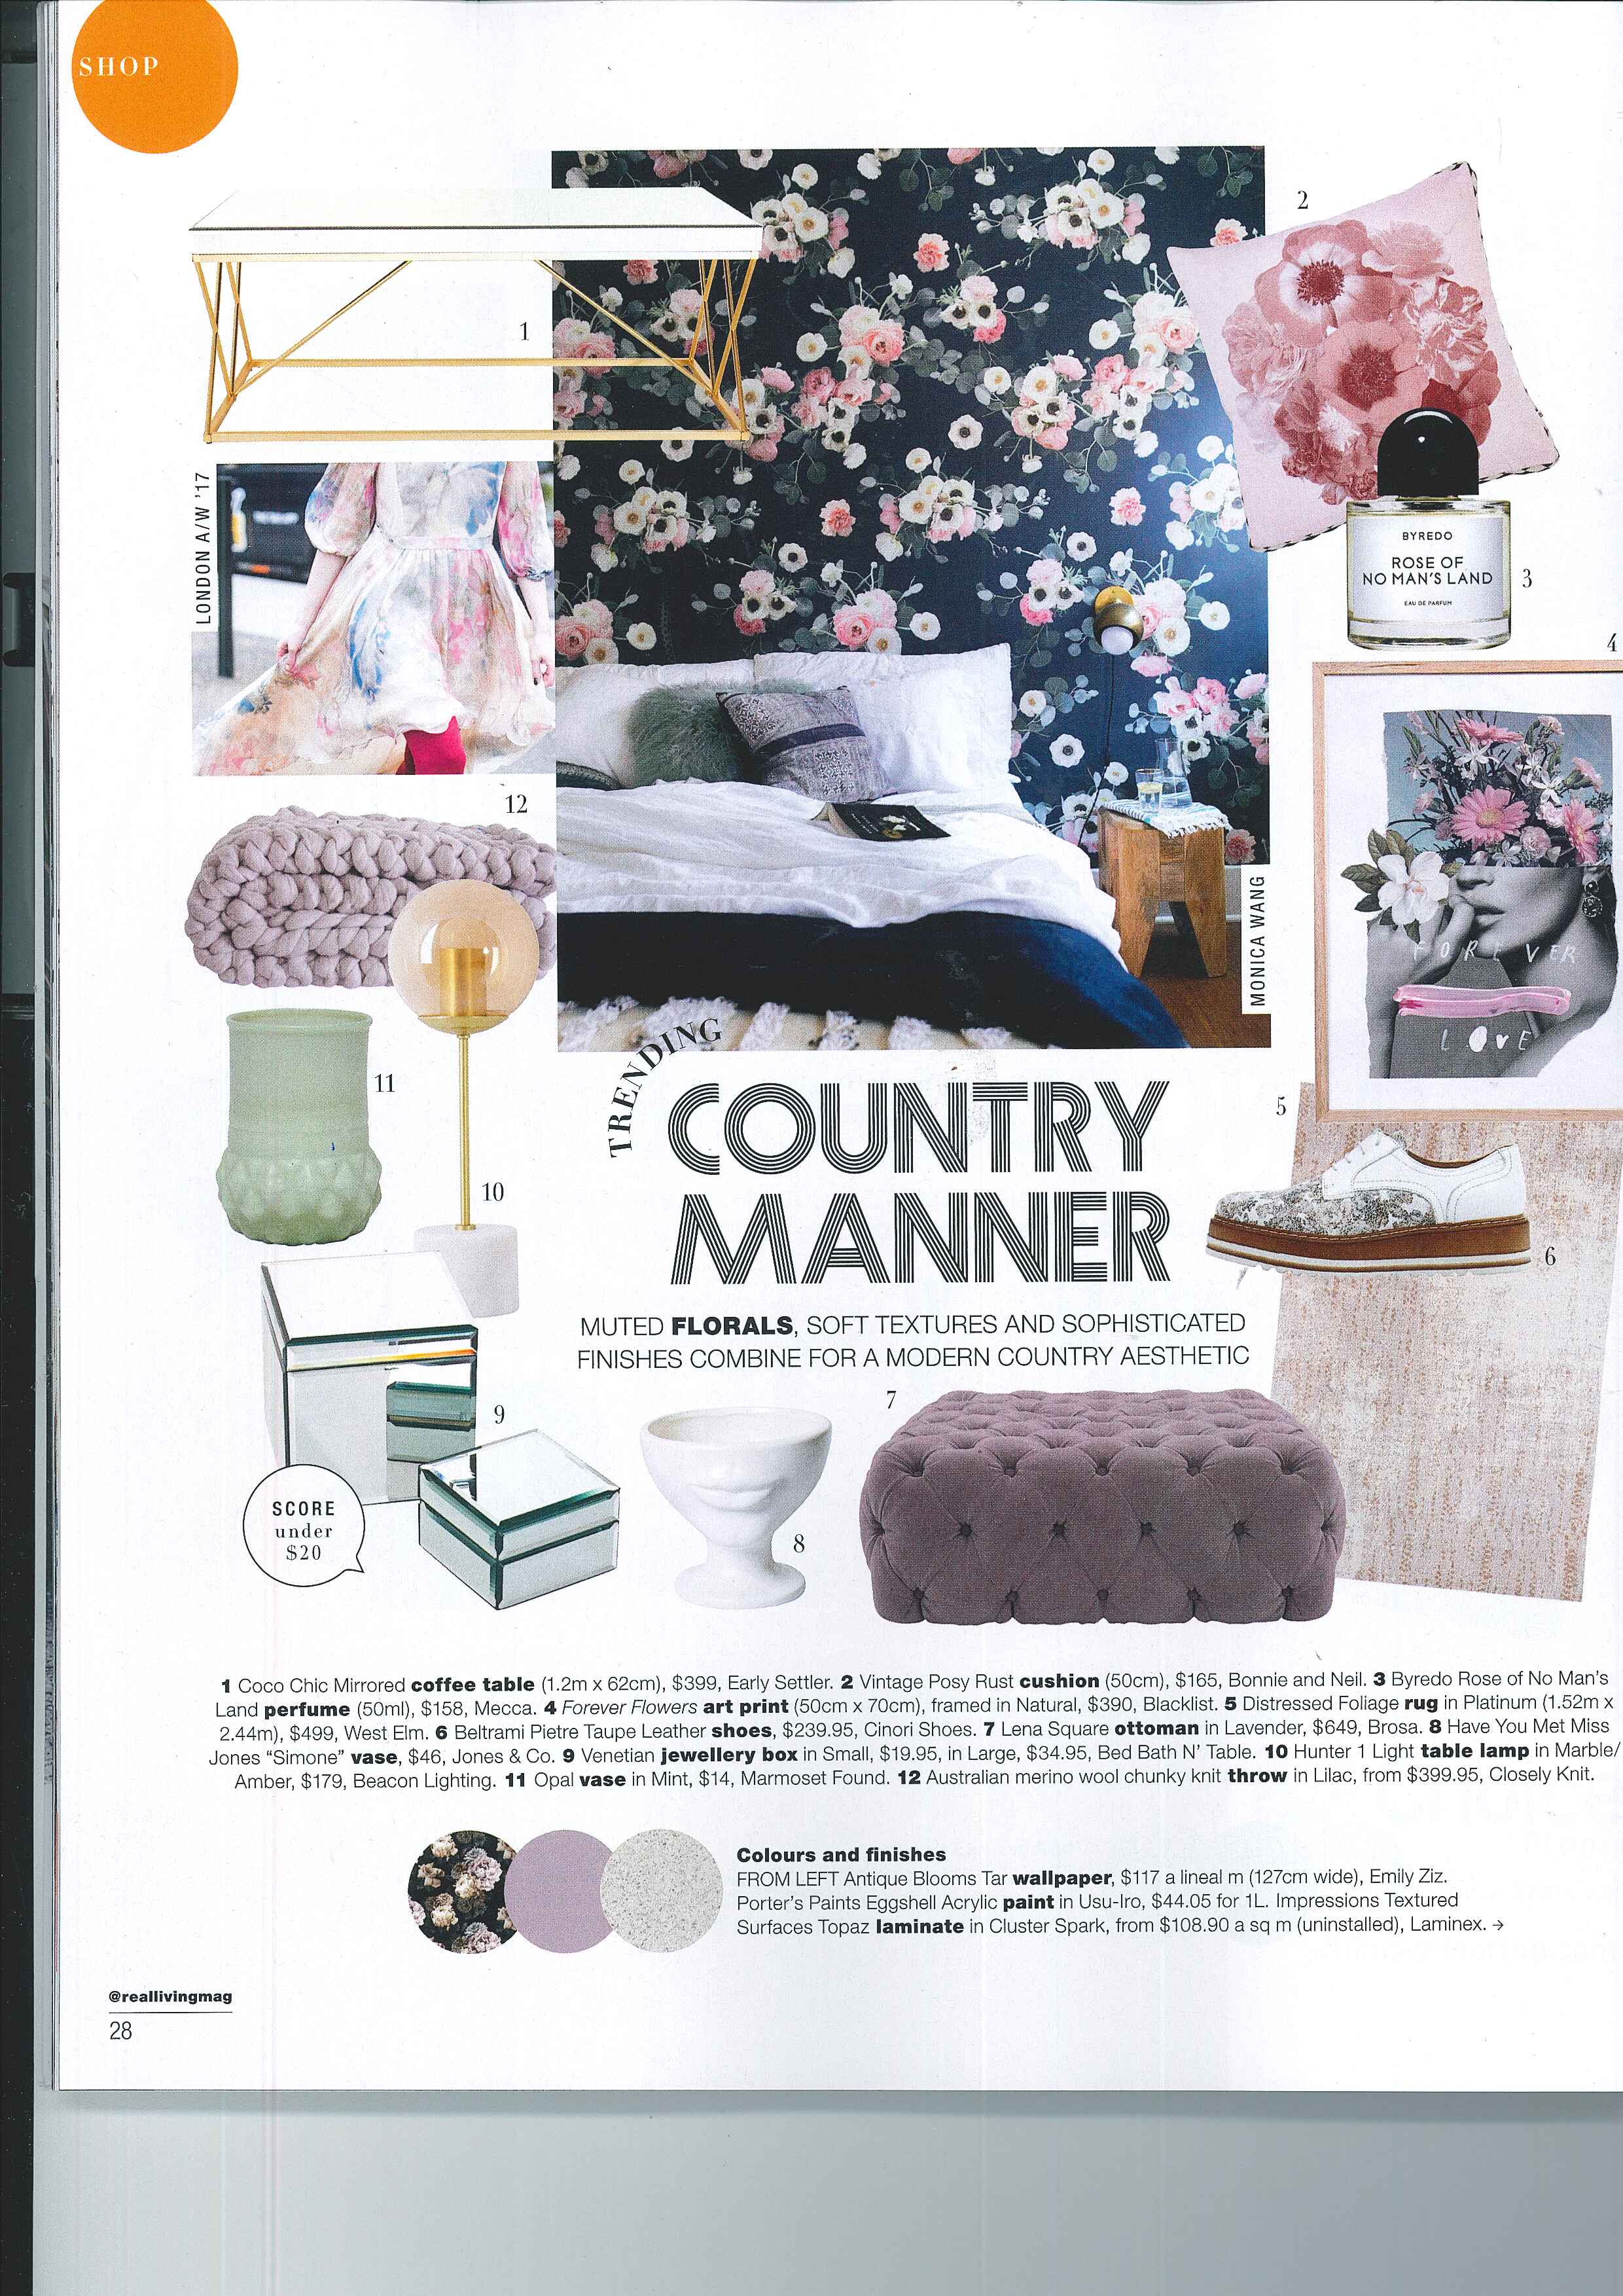 SHOP
1
2
LONDON A/W '17
BYREDO
ROSE OF
NO MAN'S LAND
EAU DE PARFUM
3
4
12
MONICA WANG
FOREVER
LOvE
11
10
TRENDING
COUNTRY
MANNER
5
6
MUTED FLORALS, SOFT TEXTURES AND SOPHISTICATED
FINISHES COMBINE FOR A MODERN COUNTRY AESTHETIC
7
9
8
SCORE
under
$20
1 Coco Chic Mirrored coffee table (1.2m x 62cm), $399, Early Settler. 2 Vintage Posy Rust cushion (50cm), $165, Bonnie and Neil. 3 Byredo Rose of No Man's
Land perfume (50ml), $158, Mecca. 4 Forever Flowers art print (50cm x 70cm), framed in Natural, $390, Blacklist. 5 Distressed Foliage rug in Platinum (1.52m x
2.44m), $499, West Elm. 6 Beltrami Pietre Taupe Leather shoes, $239.95, Cinori Shoes. 7 Lena Square ottoman in Lavender, $649, Brosa. 8 Have You Met Miss
Jones "Simone" vase, $46, Jones & Co. 9 Venetian jewellery box in Small, $19.95, in Large, $34.95, Bed Bath N' Table. 10 Hunter 1 Light table lamp in Marble/
Amber, $179, Beacon Lighting. 11 Opal vase in Mint, $14, Marmoset Found. 12 Australian merino wool chunky knit throw in Lilac, from $399.95, Closely Knit.
Colours and finishes
FROM LEFT Antique Blooms Tar wallpaper, $117 a lineal m (127cm wide), Emily Ziz.
Porter's Paints Eggshell Acrylic paint in Usu-Iro, $44.05 for 1L. Impressions Textured
Surfaces Topaz laminate in Cluster Spark, from $108.90 a sq m (uninstalled), Laminex. →
@reallivingmag
28